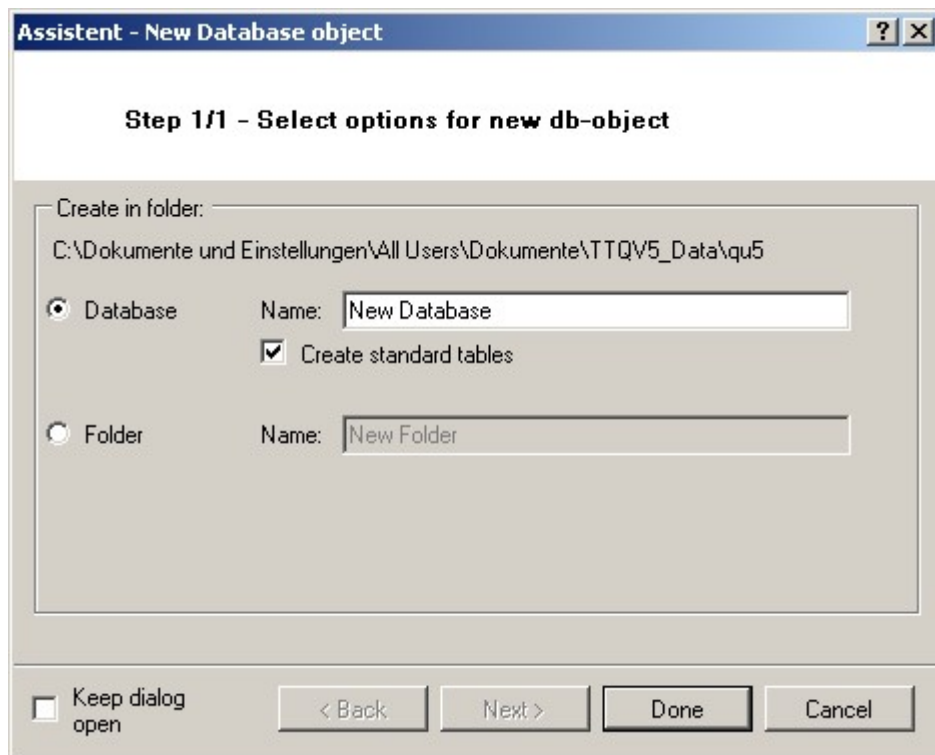 Assistent - New Database object
Step 1/1 - Select options for new db-object
Create in folder:
C:\Dokumente und Einstellungen\All Users\Dokumente\TTQV5_Data\qu5
Database Name: New Database
Create standard tables
Folder Name: New Folder
Keep dialog
open
< Back Next > Done Cancel